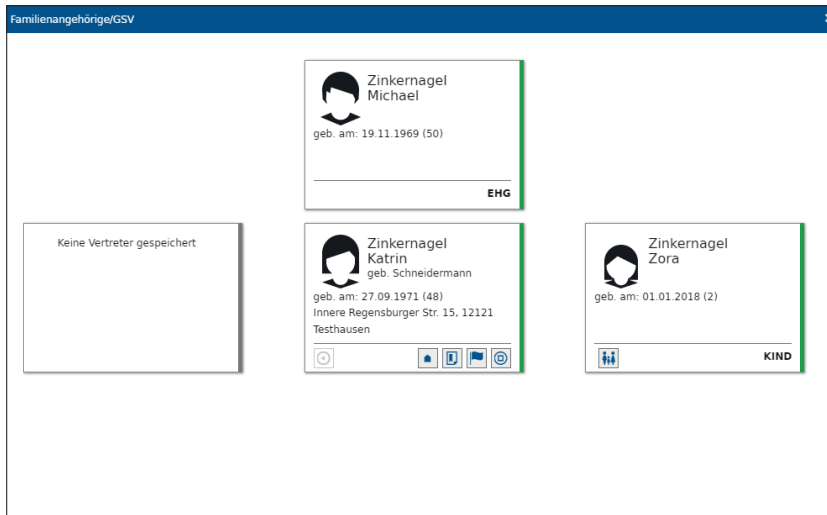 Familienangehörige/GSV
Zinkernagel
Michael
geb. am: 19.11.1969 (50)
EHG
Keine Vertreter gespeichert
Zinkernagel
Katrin
geb. Schneidermann
geb. am: 27.09.1971 (48)
Innere Regensburger Str. 15, 12121
Testhausen
Zinkernagel
Zora
geb. am: 01.01.2018 (2)
KIND